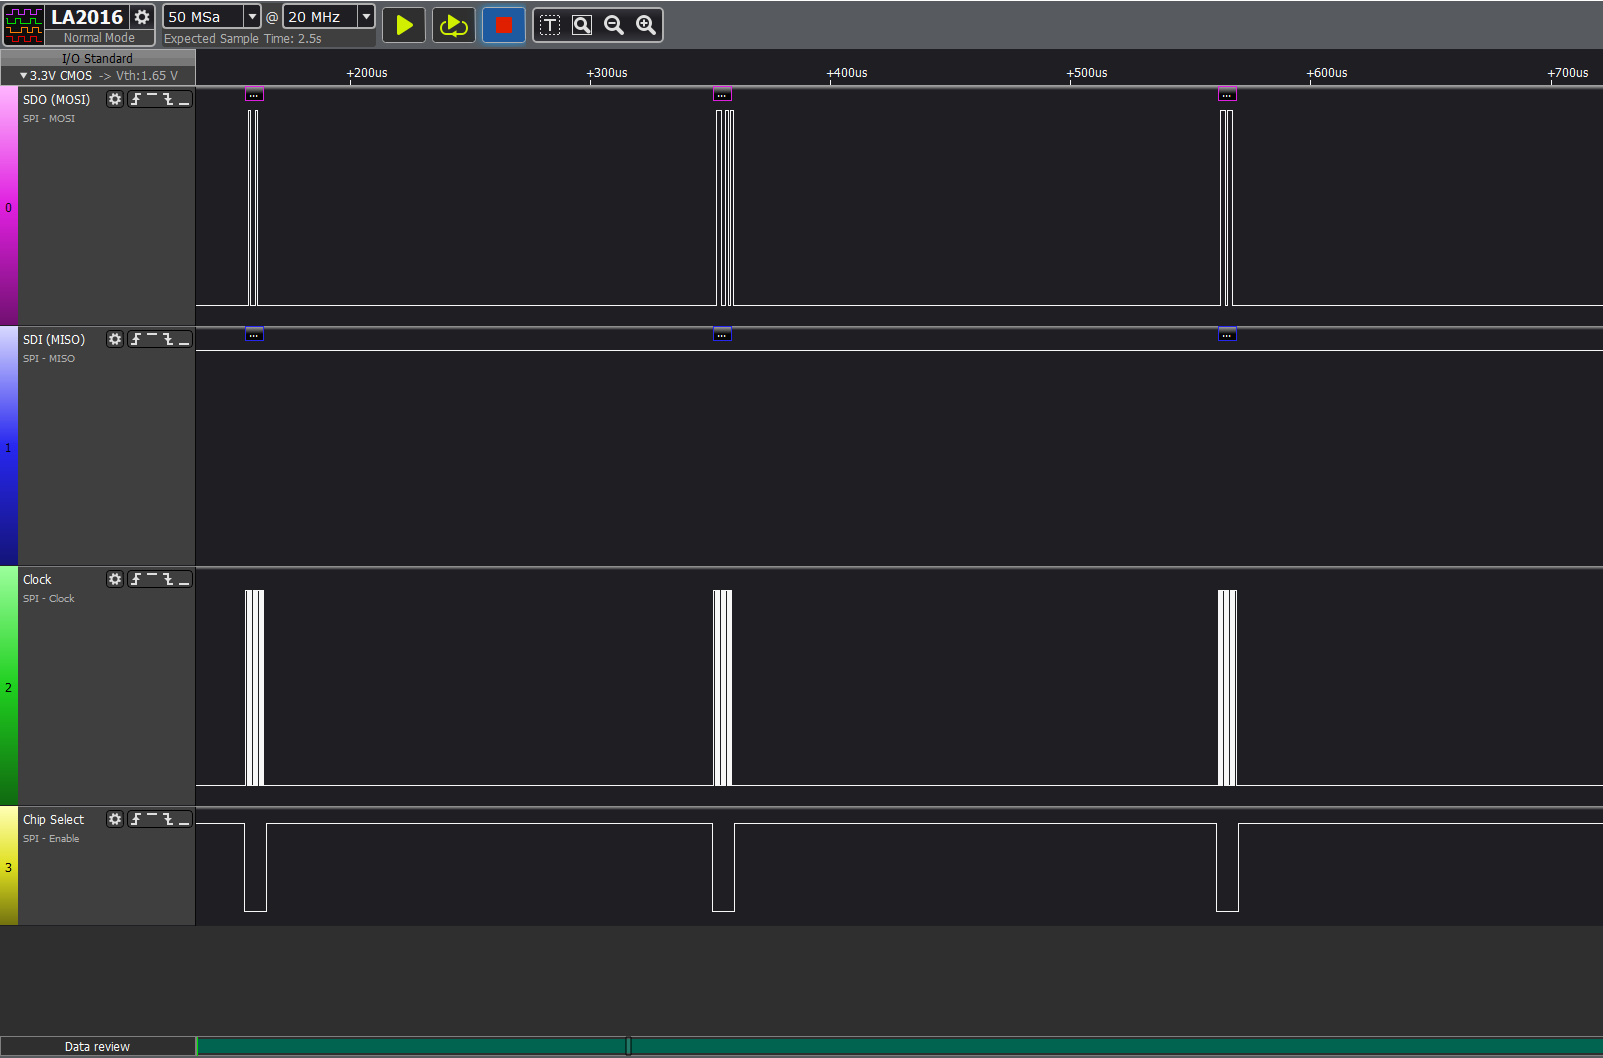 LA2016
Normal Mode
50 MSa @ 20 MHz
Expected Sample Time: 2.5s
T
I/O Standard
3.3V CMOS -> Vth:1.65 V
+200us +300us +400us +500us +600us +700us
SDO (MOSI)
SPI - MOSI
... ... ...
0
SDI (MISO)
SPI - MISO
... ... ...
1
Clock
SPI - Clock
2
Chip Select
SPI - Enable
3
Data review